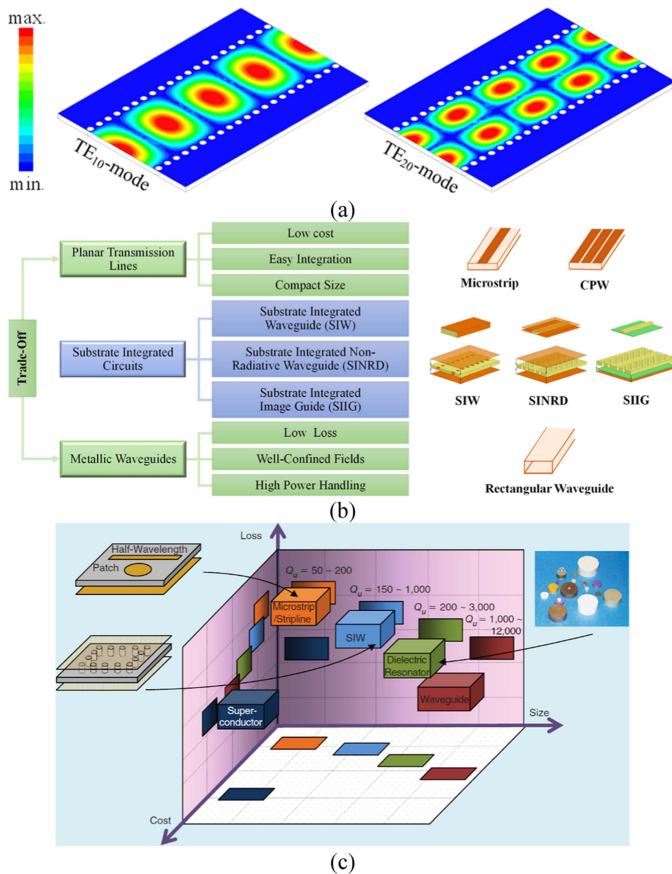 max.
min.
TE10-mode
TE20-mode
(a)
Trade-Off
Planar Transmission
Lines
Low cost
Easy Integration
Compact Size
Substrate Integrated
Circuits
Substrate Integrated
Waveguide (SIW)
Substrate Integrated Non-
Radiative Waveguide (SINRD)
Substrate Integrated
Image Guide (SIIG)
Metallic Waveguides
Low Loss
Well-Confined Fields
High Power Handling
Microstrip
CPW
SIW
SINRD
SIIG
Rectangular Waveguide
(b)
Loss
Half-Wavelength
Patch
Qu = 50 ~ 200
Qu = 150 ~ 1,000
Qu = 200 ~ 3,000
Qu = 1,000 ~
12,000
Microstrip
/Stripline
SIW
Dielectric
Resonator
Waveguide
Super-
conductor
Size
Cost
(c)